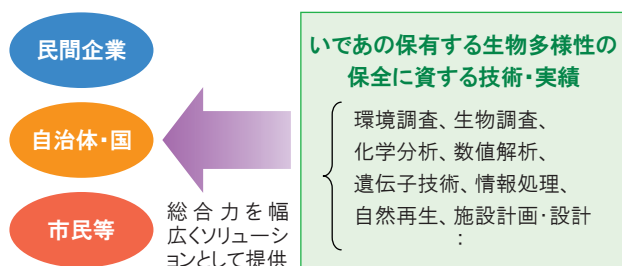 民間企業
自治体・国
市民等
総合力を幅
広くソリューシ
ョンとして提供
いであの保有する生物多様性の
保全に資する技術・実績
環境調査、生物調査、
化学分析、数値解析、
遺伝子技術、情報処理、
自然再生、施設計画・設計
：